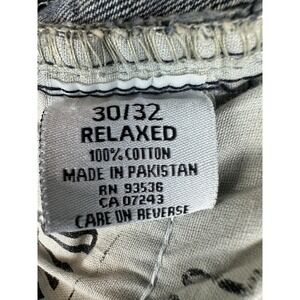 30/32
RELAXED
100% COTTON
MADE IN PAKISTAN
RN 93536
CA 07243
CARE ON REVERSE